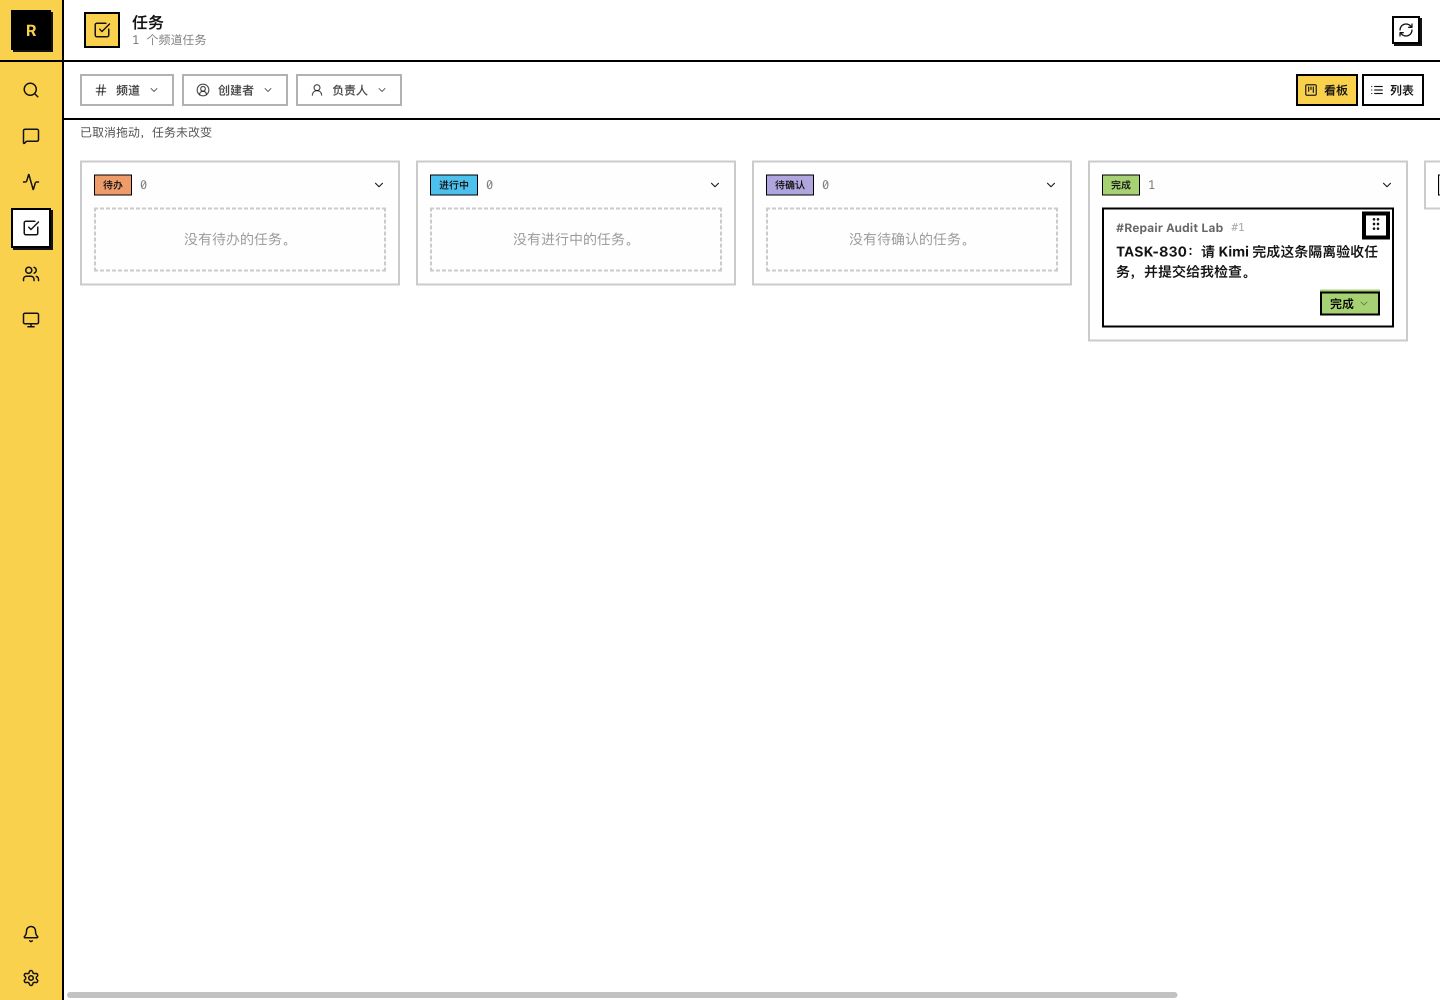 R
任务
1 个频道任务
频道
创建者
负责人
看板
列表
已取消拖动，任务未改变
待办 0
没有待办的任务。
进行中 0
没有进行中的任务。
待确认 0
没有待确认的任务。
完成 1
#Repair Audit Lab #1
TASK-830：请 Kimi 完成这条隔离验收任
务，并提交给我检查。
完成